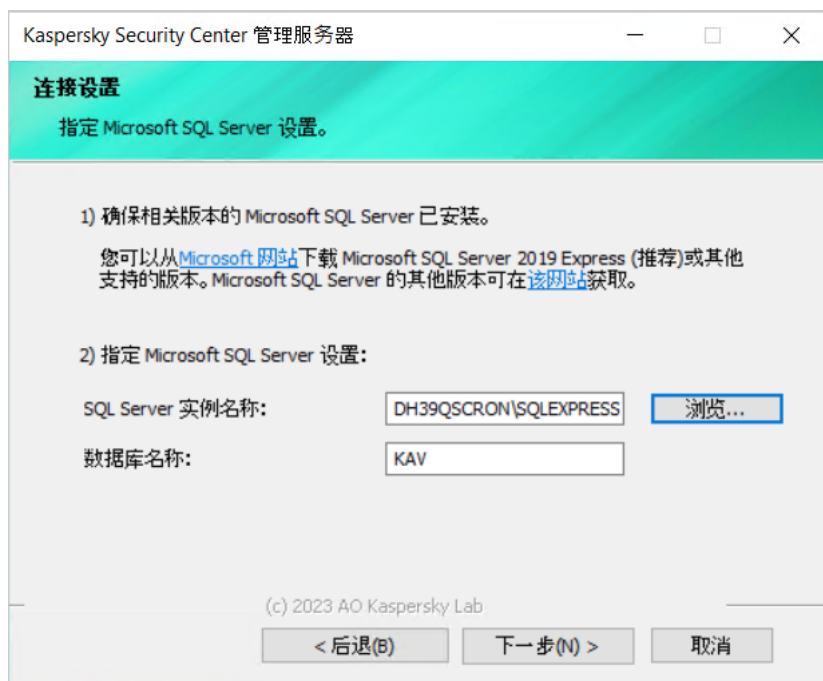 Kaspersky Security Center 管理服务器
连接设置
指定 Microsoft SQL Server 设置。
1) 确保相关版本的 Microsoft SQL Server 已安装。
您可以从Microsoft 网站下载 Microsoft SQL Server 2019 Express (推荐)或其他
支持的版本。Microsoft SQL Server 的其他版本可在该网站获取。
2) 指定 Microsoft SQL Server 设置:
SQL Server 实例名称: DH39QSCRON\SQLEXPRESS 浏览...
数据库名称: KAV
(c) 2023 AO Kaspersky Lab
< 后退(B) 下一步(N) > 取消